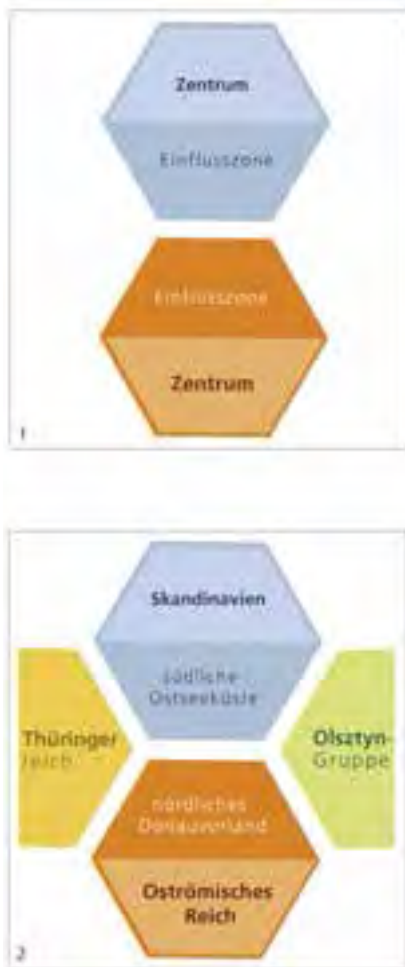 Zentrum
Einflusszone
Einflusszone
Zentrum
1
Skandinavien
südliche
Ostseeküste
Thüringer
reich
Olsztyn-
Gruppe
nördliches
Donauvorland
Oströmisches
Reich
2